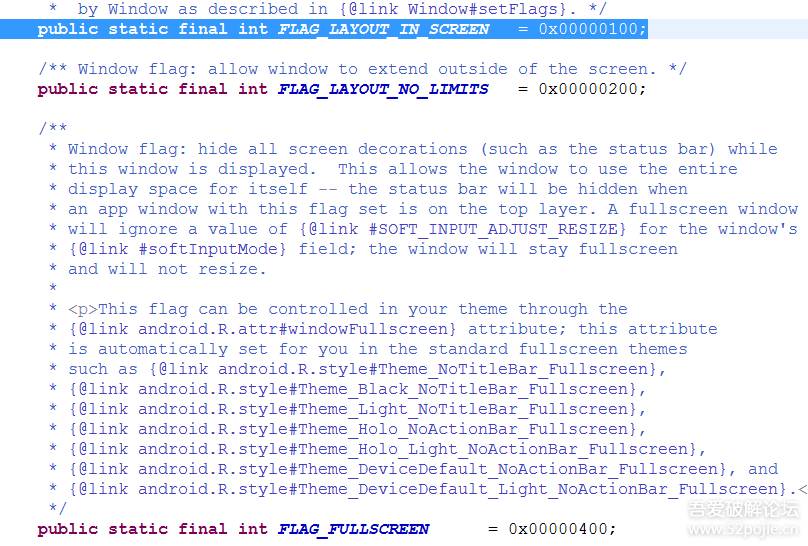 * by Window as described in {@link Window#setFlags}. */
public static final int FLAG_LAYOUT_IN_SCREEN = 0x00000100;
/** Window flag: allow window to extend outside of the screen. */
public static final int FLAG_LAYOUT_NO_LIMITS = 0x00000200;
/**
* Window flag: hide all screen decorations (such as the status bar) while
* this window is displayed. This allows the window to use the entire
* display space for itself -- the status bar will be hidden when
* an app window with this flag set is on the top layer. A fullscreen window
* will ignore a value of {@link #SOFT_INPUT_ADJUST_RESIZE} for the window's
* {@link #softInputMode} field; the window will stay fullscreen
* and will not resize.
*
* <p>This flag can be controlled in your theme through the
* {@link android.R.attr#windowFullscreen} attribute; this attribute
* is automatically set for you in the standard fullscreen themes
* such as {@link android.R.style#Theme_NoTitleBar_Fullscreen},
* {@link android.R.style#Theme_Black_NoTitleBar_Fullscreen},
* {@link android.R.style#Theme_Light_NoTitleBar_Fullscreen},
* {@link android.R.style#Theme_Holo_NoActionBar_Fullscreen},
* {@link android.R.style#Theme_Holo_Light_NoActionBar_Fullscreen},
* {@link android.R.style#Theme_DeviceDefault_NoActionBar_Fullscreen}, and
* {@link android.R.style#Theme_DeviceDefault_Light_NoActionBar_Fullscreen}.<
*/
public static final int FLAG_FULLSCREEN = 0x00000400;
吾爱破解论坛
www.52pojie.cn